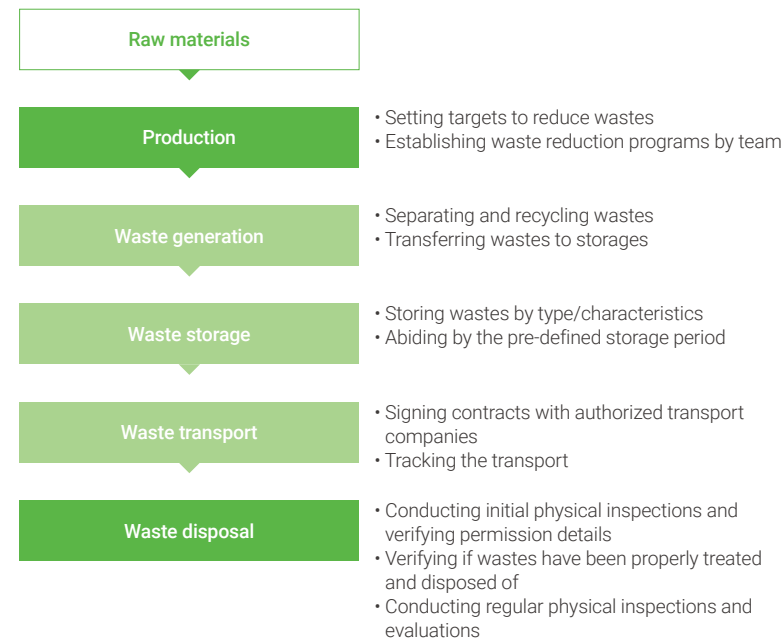 Raw materials
Production
• Setting targets to reduce wastes
• Establishing waste reduction programs by team
Waste generation
• Separating and recycling wastes
• Transferring wastes to storages
Waste storage
• Storing wastes by type/characteristics
• Abiding by the pre-defined storage period
Waste transport
• Signing contracts with authorized transport
companies
• Tracking the transport
Waste disposal
• Conducting initial physical inspections and
verifying permission details
• Verifying if wastes have been properly treated
and disposed of
• Conducting regular physical inspections and
evaluations